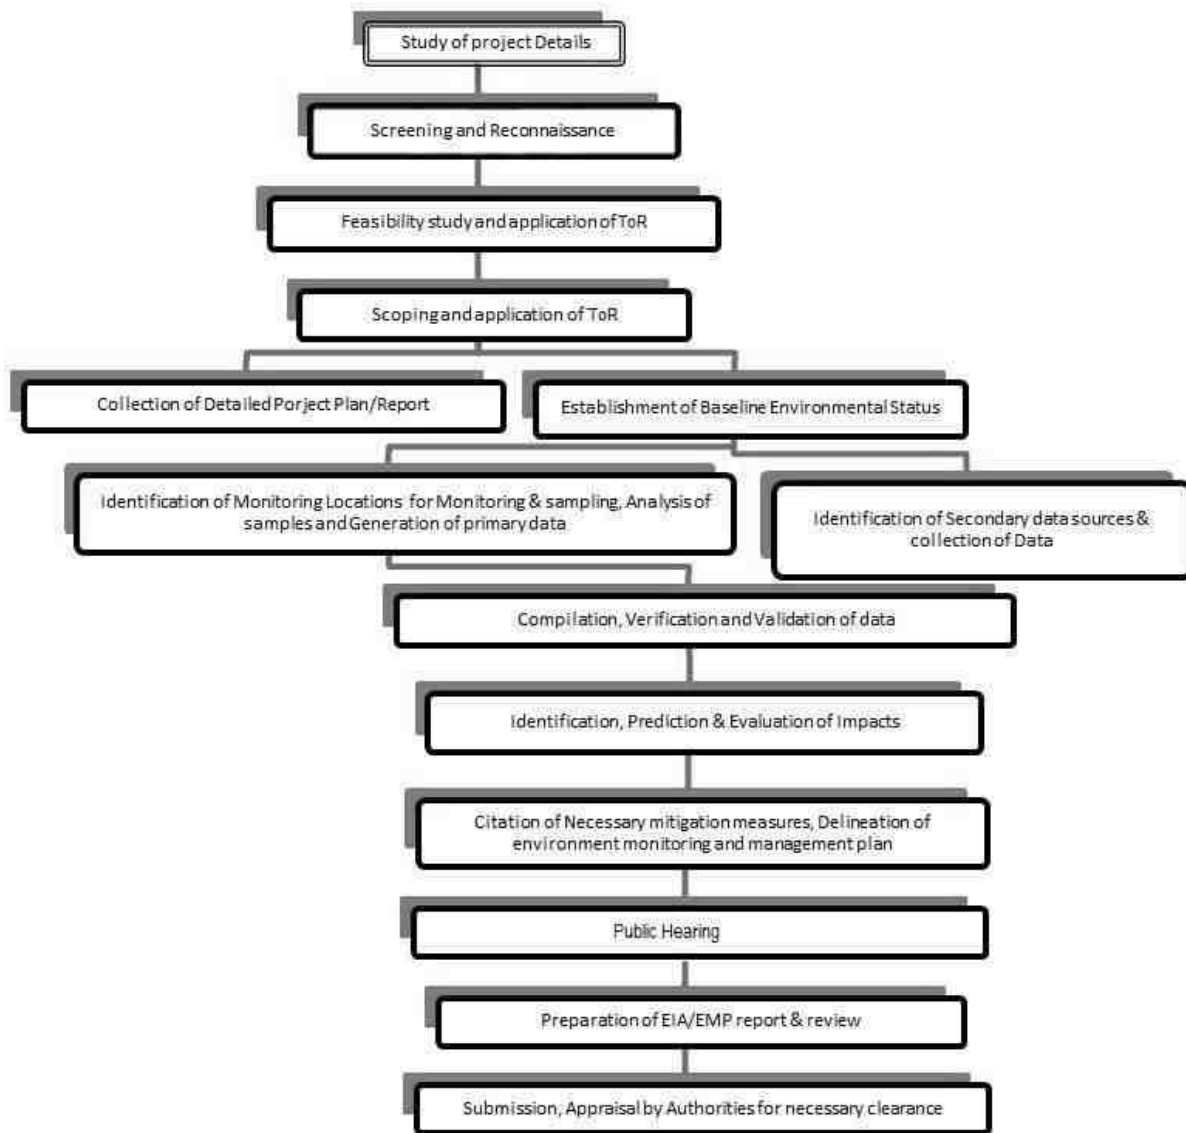 Study of project Details
Screening and Reconnaissance
Feasibility study and application of ToR
Scoping and application of ToR
Collection of Detailed Porject Plan/Report
Establishment of Baseline Environmental Status
Identification of Monitoring Locations for Monitoring & sampling, Analysis of
samples and Generation of primary data
Identification of Secondary data sources &
collection of Data
Compilation, Verification and Validation of data
Identification, Prediction & Evaluation of Impacts
Citation of Necessary mitigation measures, Delineation of
environment monitoring and management plan
Public Hearing
Preparation of EIA/EMP report & review
Submission, Appraisal by Authorities for necessary clearance